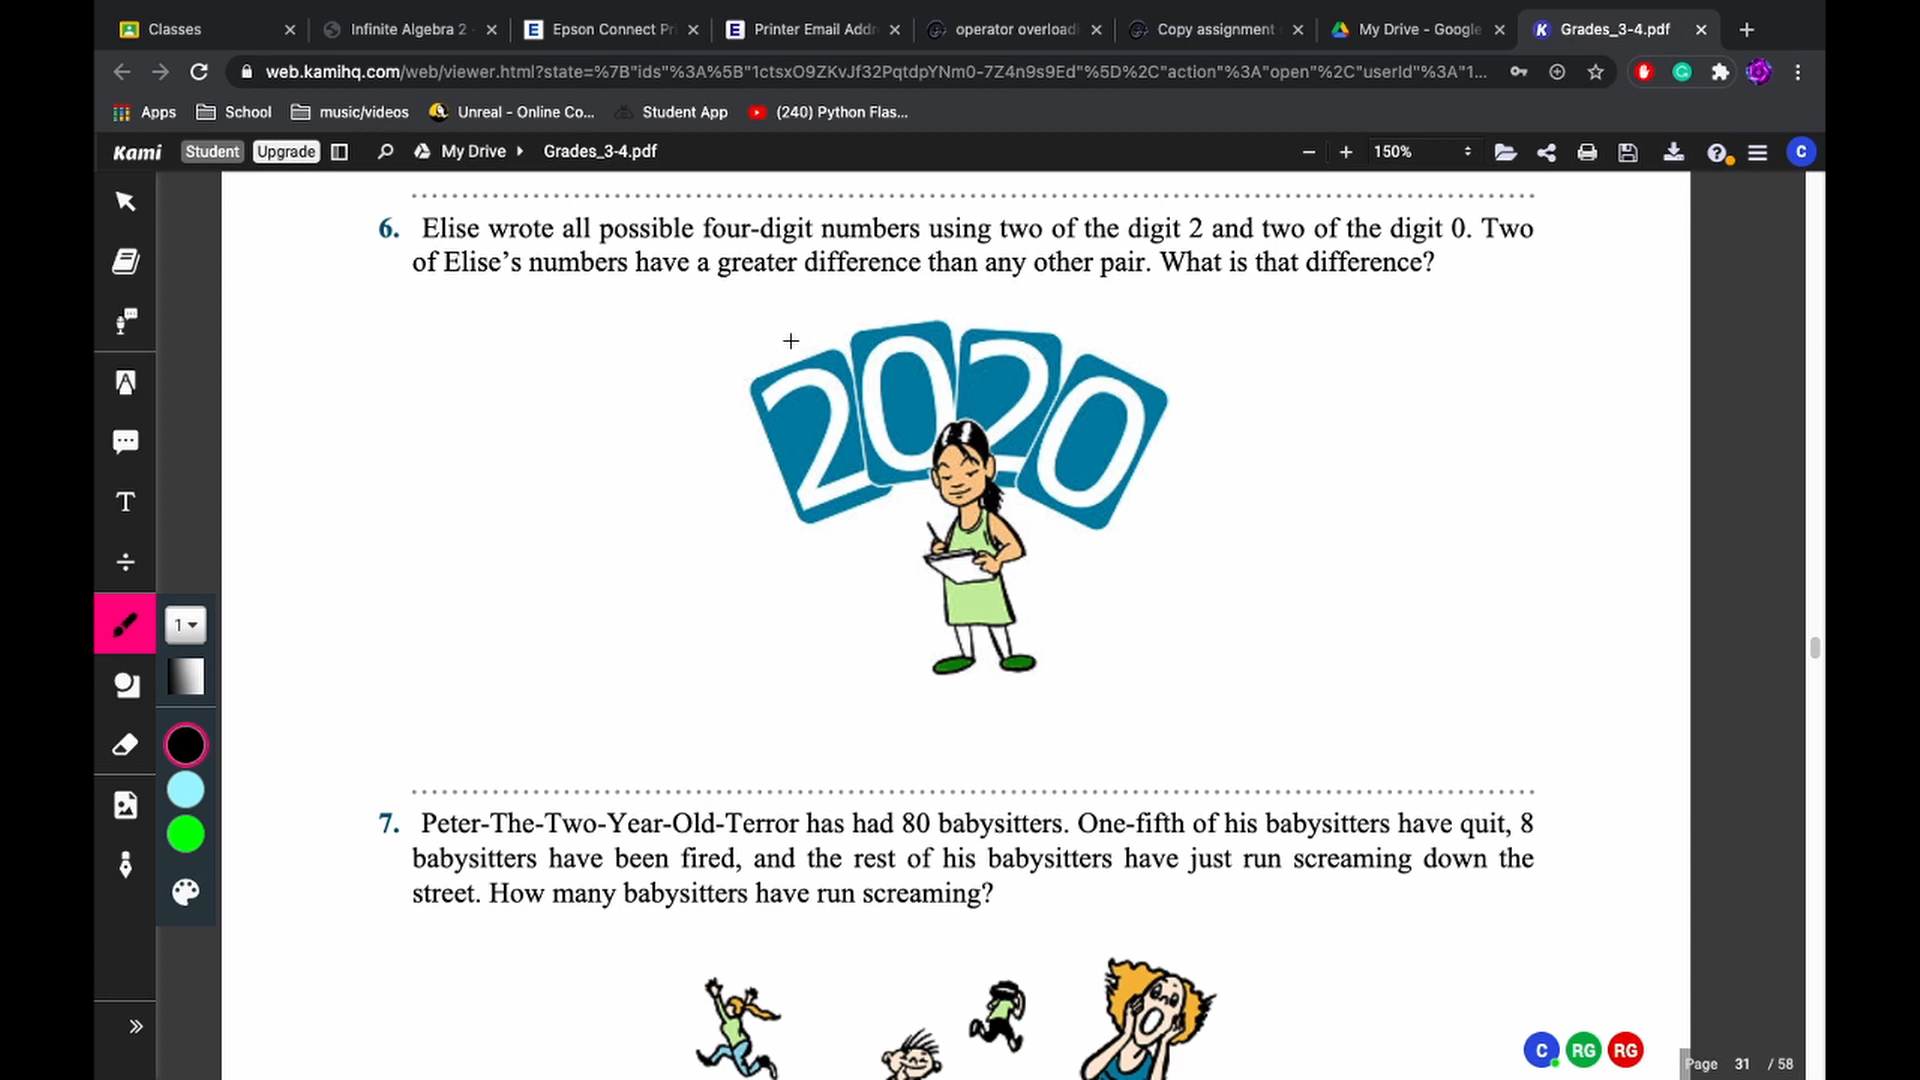 Classes
Infinite Algebra 2 -
Epson Connect Pri
Printer Email Addr
operator overloadi
Copy assignment
My Drive - Google
Grades_3-4.pdf
web.kamihq.com/web/viewer.html?state=%7B"ids"%3A%5B"1ctsxO9ZKvJf32PqtdpYNm0-7Z4n9s9Ed"%5D%2C"action"%3A"open"%2C"userId"%3A"1...
Apps
School
music/videos
Unreal - Online Co...
Student App
(240) Python Flas...
Kami Student Upgrade My Drive Grades_3-4.pdf 150% C
6. Elise wrote all possible four-digit numbers using two of the digit 2 and two of the digit 0. Two
of Elise's numbers have a greater difference than any other pair. What is that difference?
2020
T
1
7. Peter-The-Two-Year-Old-Terror has had 80 babysitters. One-fifth of his babysitters have quit, 8
babysitters have been fired, and the rest of his babysitters have just run screaming down the
street. How many babysitters have run screaming?
C RG RG
Page 31 / 58